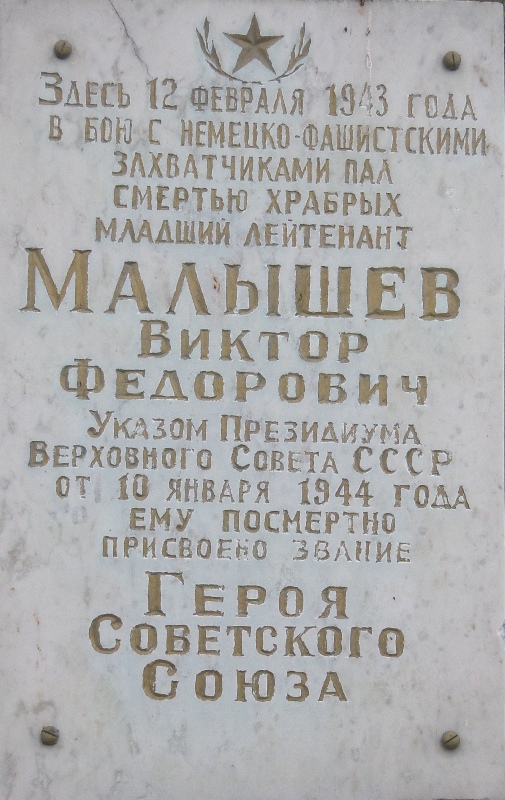 Здесь 12 февраля 1943 года
в бою с немецко-фашистскими
захватчиками пал
смертью храбрых
младший лейтенант
Малышев
Виктор
Федорович
Указом Президиума
Верховного Совета СССР
от 10 января 1944 года
ему посмертно
присвоено звание
Героя
Советского
Союза